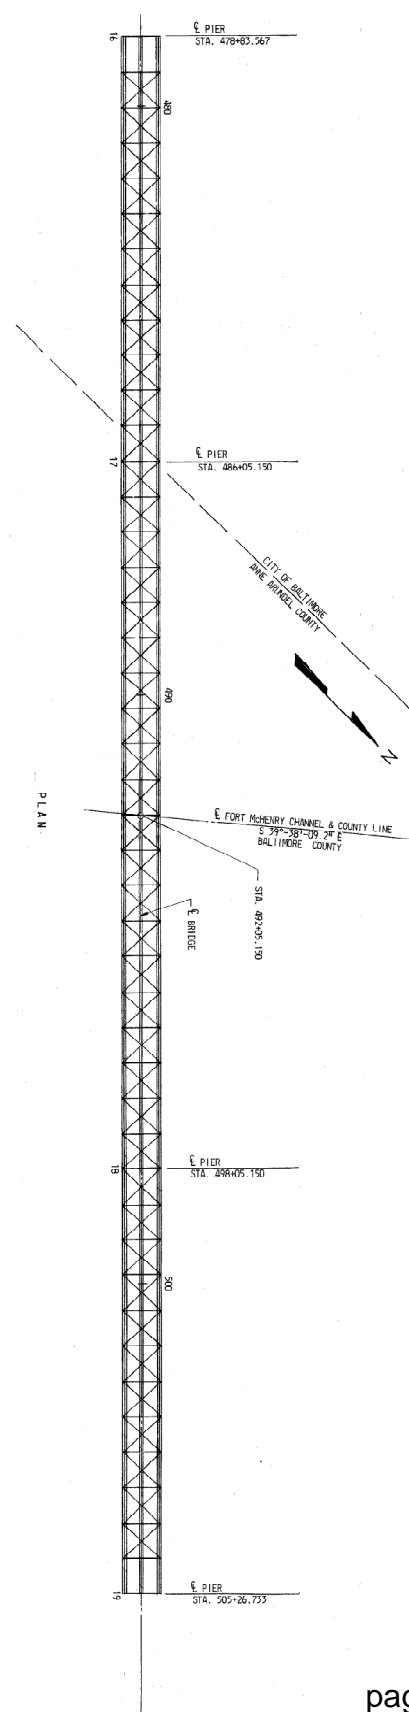 ℄ PIER
STA. 478+83.567
16
480
℄ PIER
STA. 486+05.150
17
CITY OF BALTIMORE
ANNE ARUNDEL COUNTY
490
N
PLAN
℄ FORT McHENRY CHANNEL & COUNTY LINE
S 39°-38'-09.2" E
BALTIMORE COUNTY
STA. 492+05.150
℄ BRIDGE
℄ PIER
STA. 498+05.150
18
500
℄ PIER
STA. 505+26.733
19
pag